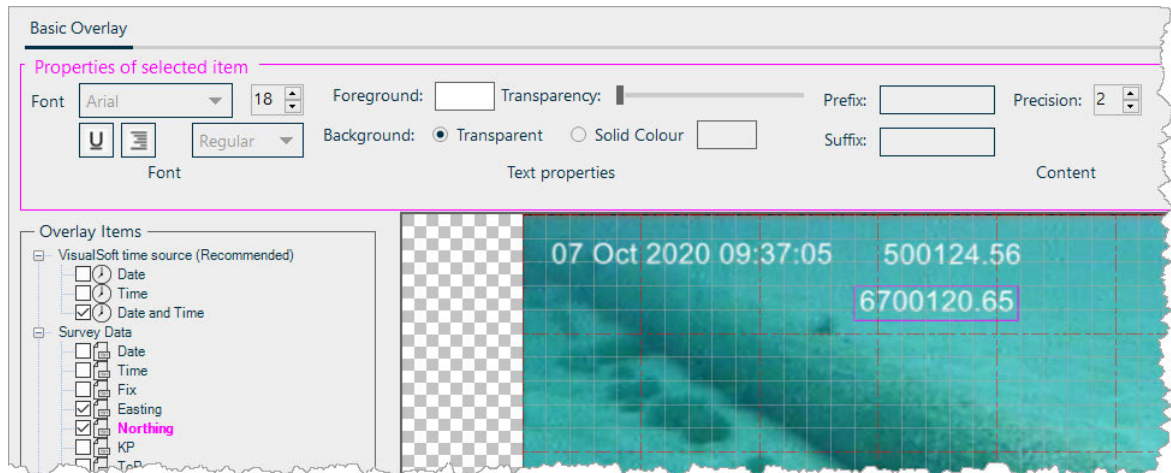 Basic Overlay
Properties of selected item
Font Arial 18 Foreground: Transparency: Prefix: Precision: 2
U Regular Background: Transparent Solid Colour Suffix:
Font Text properties Content
Overlay Items
VisualSoft time source (Recommended)
Date
Time
Date and Time
Survey Data
Date
Time
Fix
Easting
Northing
KP
07 Oct 2020 09:37:05 500124.56
6700120.65